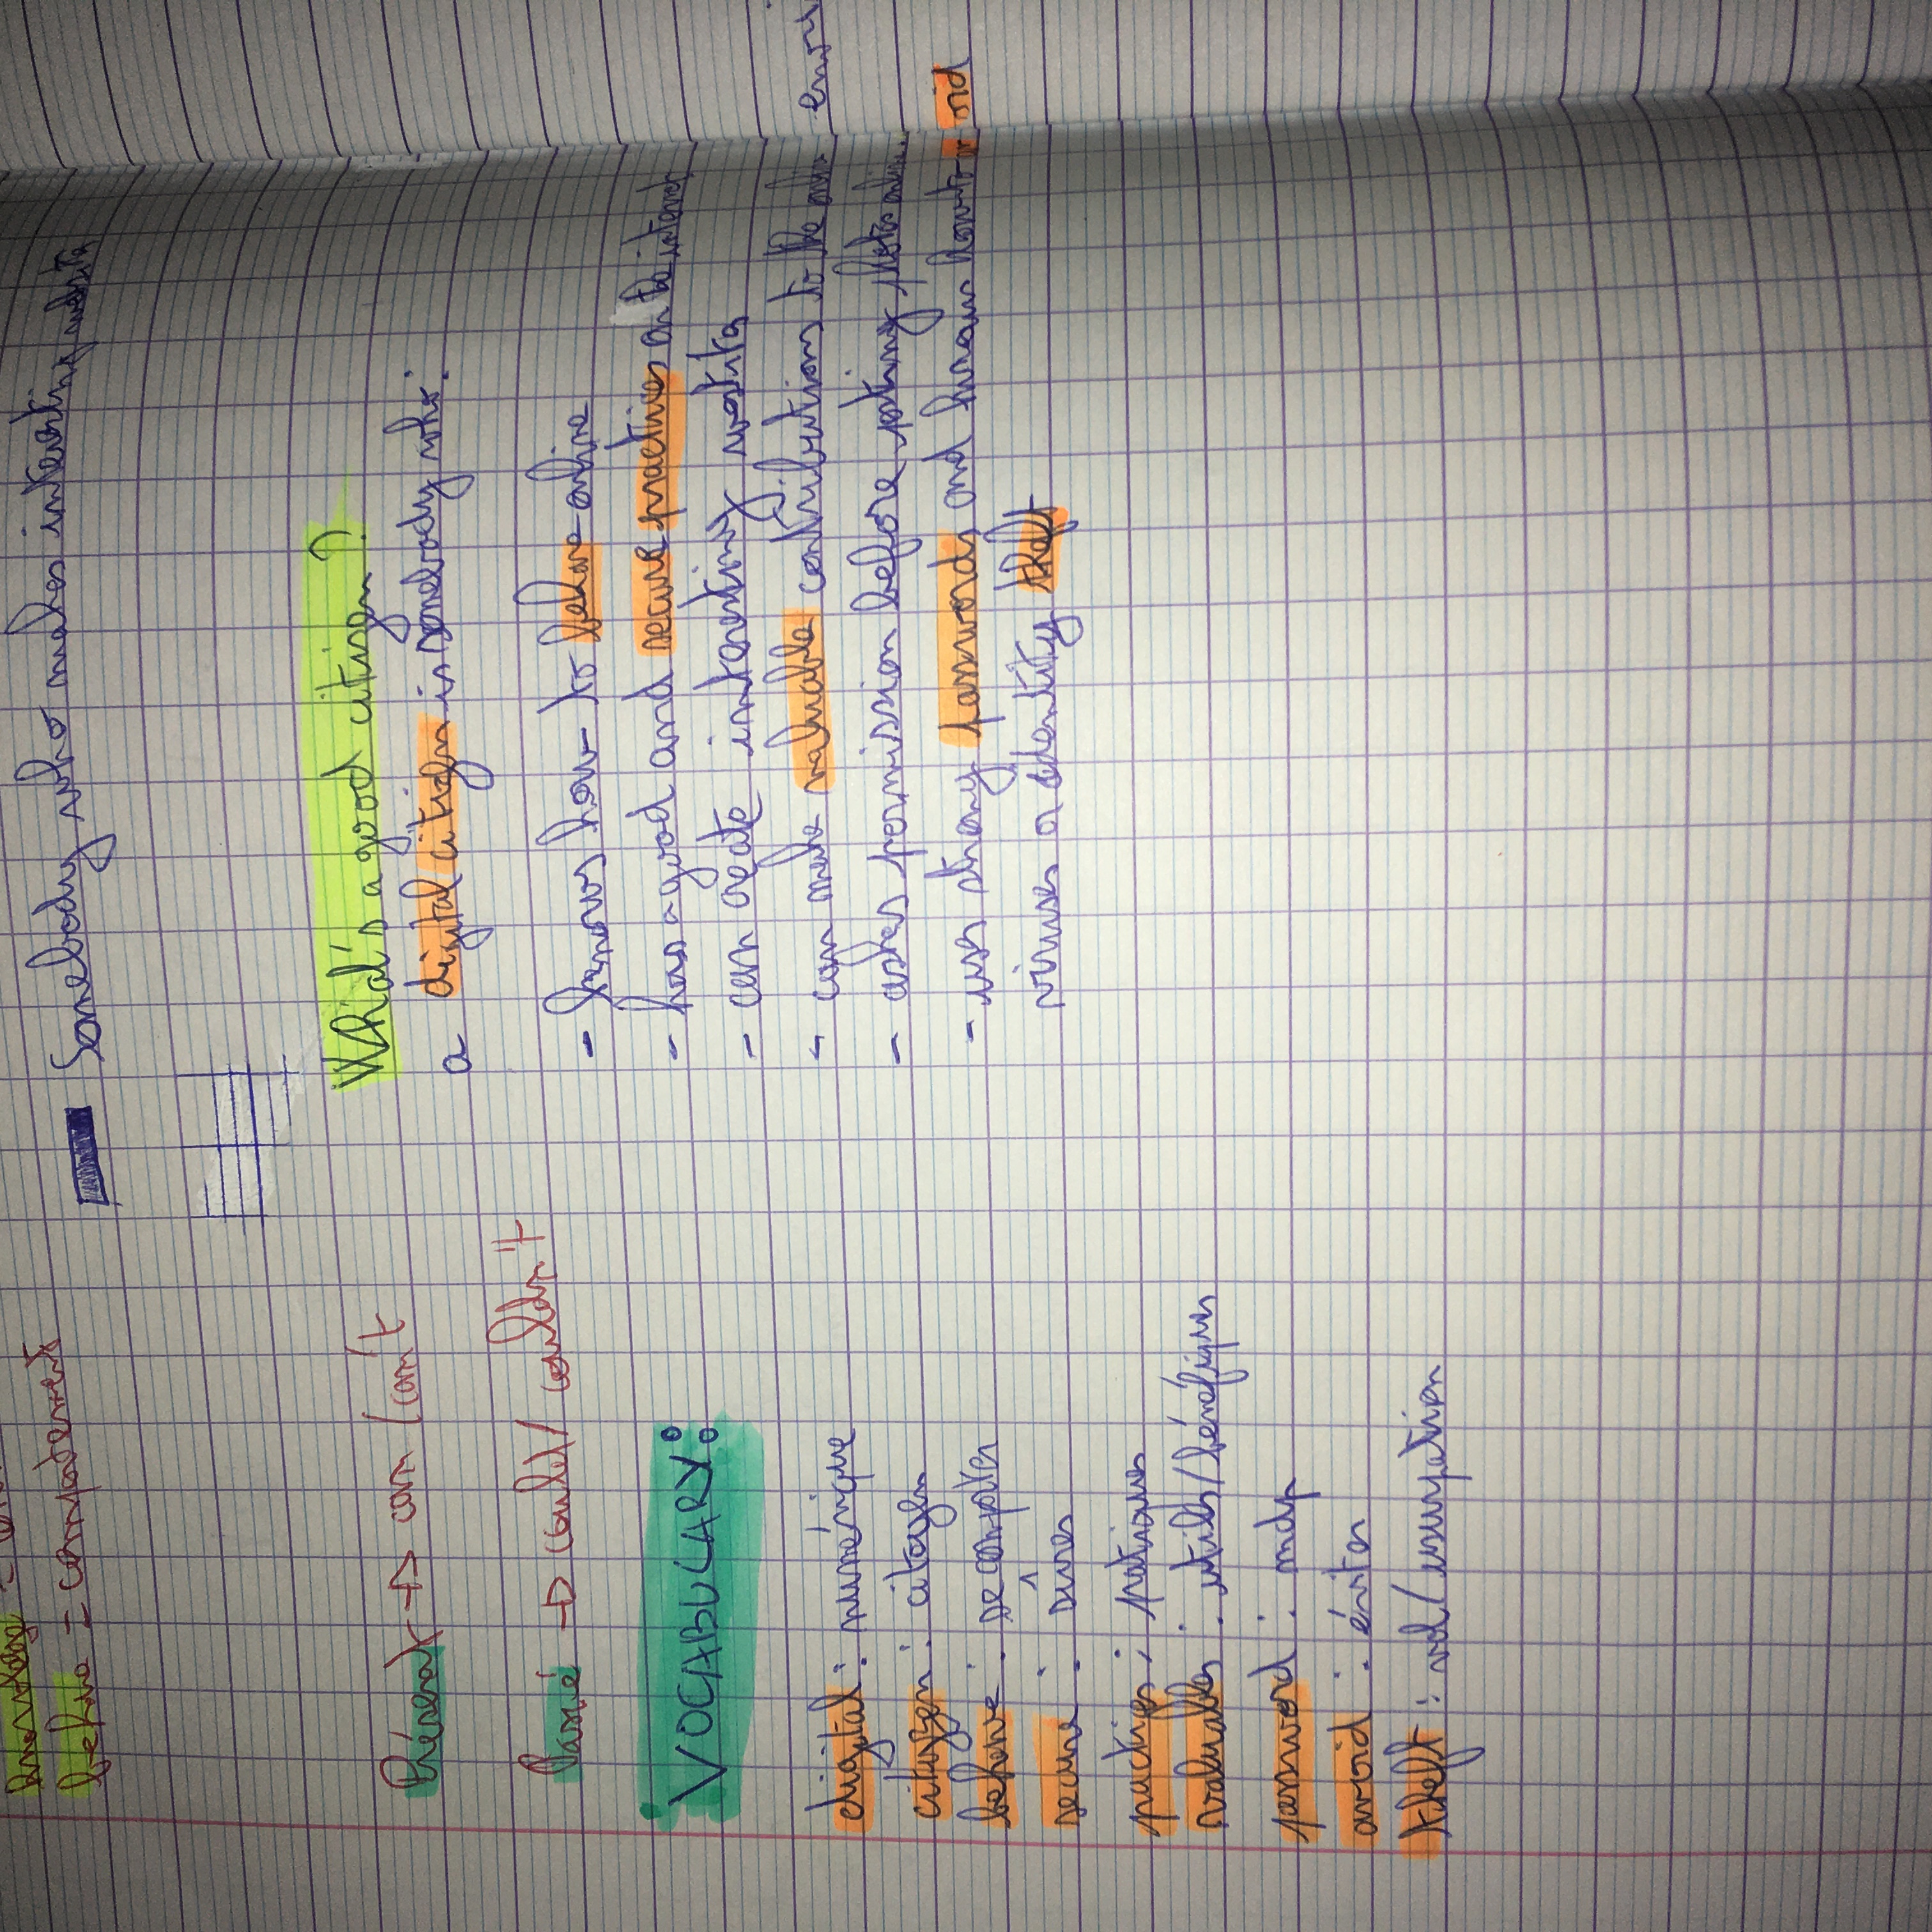 Knowledge =
behave = comportement
Somebody who makes interesting website
Présent → can / can't
Passé → could / couldn't
VOCABULARY:
digital : numérique
citizen : citoyen
behave : se comporter
secure : sûres
practices : pratiques
valuables : utiles/bénéfiques
password : mdp
avoid : éviter
theft : vol/usurpation
What's a good citizen?
a digital citizen is somebody who:
- knows how to behave online
- has a good and secure practices on the internet
- can create interesting website
- can make valuable contributions to the online envi
- askes permission before posting photos online
- uses strong passwords and knows how to avoid
viruses or identity theft